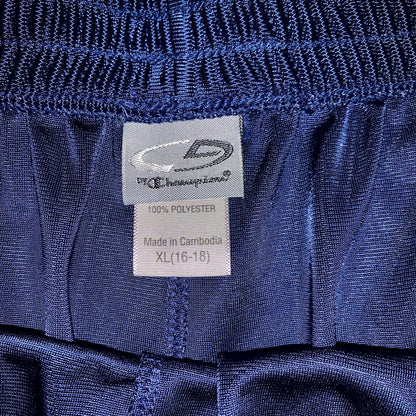 by Champion®
100% POLYESTER
Made in Cambodia
XL(16-18)